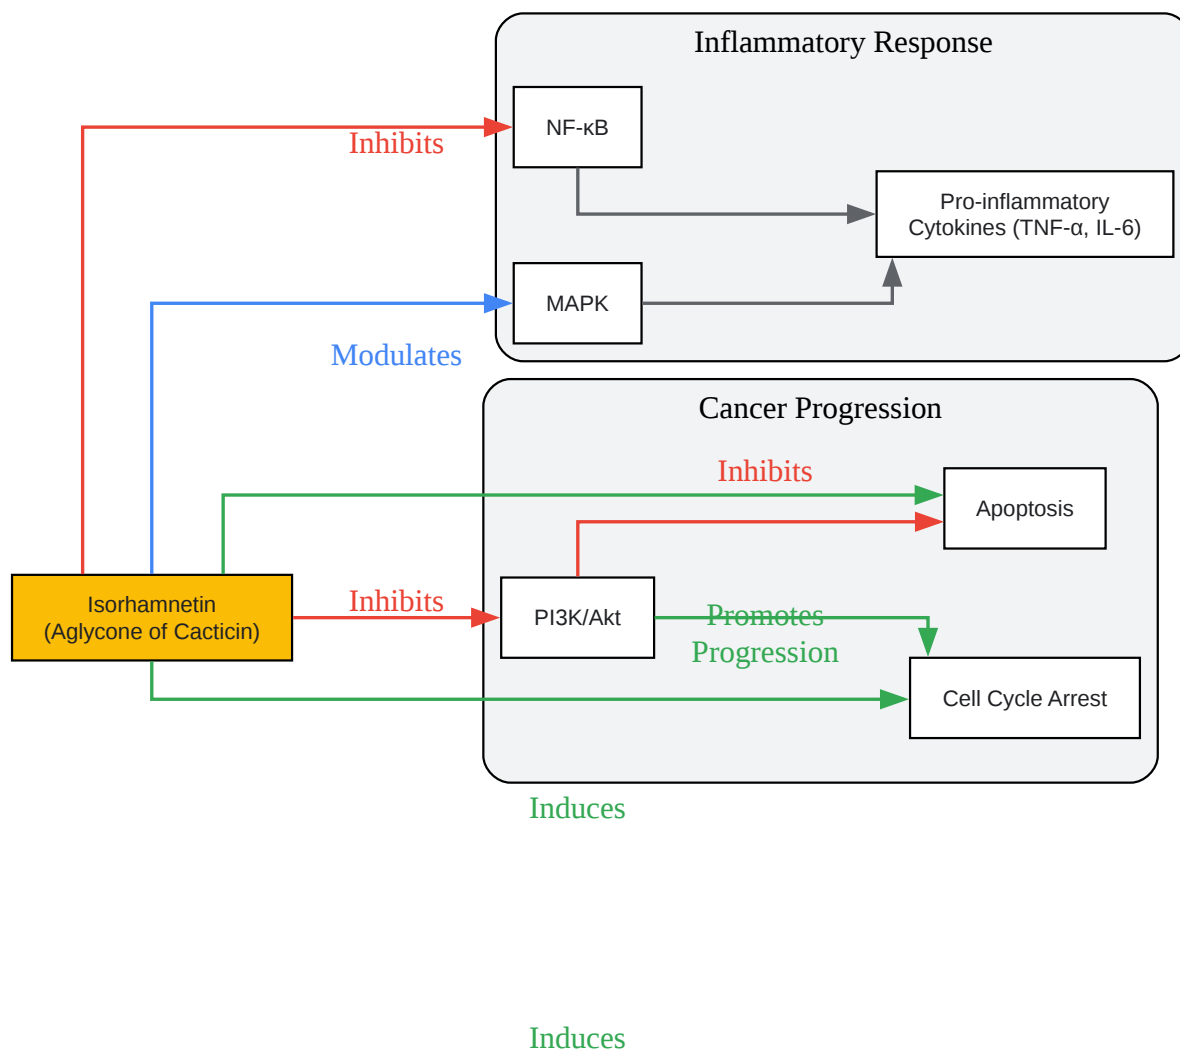 Inflammatory Response
NF-κB
Inhibits
Pro-inflammatory
Cytokines (TNF-α, IL-6)
MAPK
Modulates
Cancer Progression
Inhibits
Apoptosis
Isorhamnetin
(Aglycone of Cacticin)
Inhibits
PI3K/Akt
Promotes
Progression
Cell Cycle Arrest
Induces
Induces